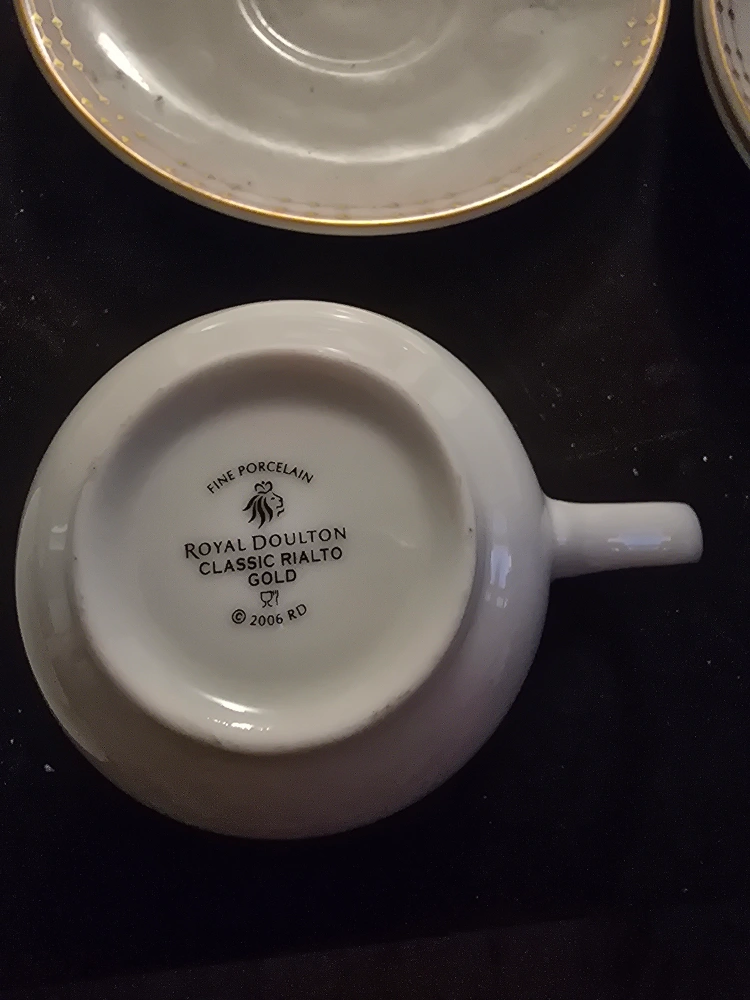 FINE PORCELAIN
ROYAL DOULTON
CLASSIC RIALTO
GOLD
© 2006 RD